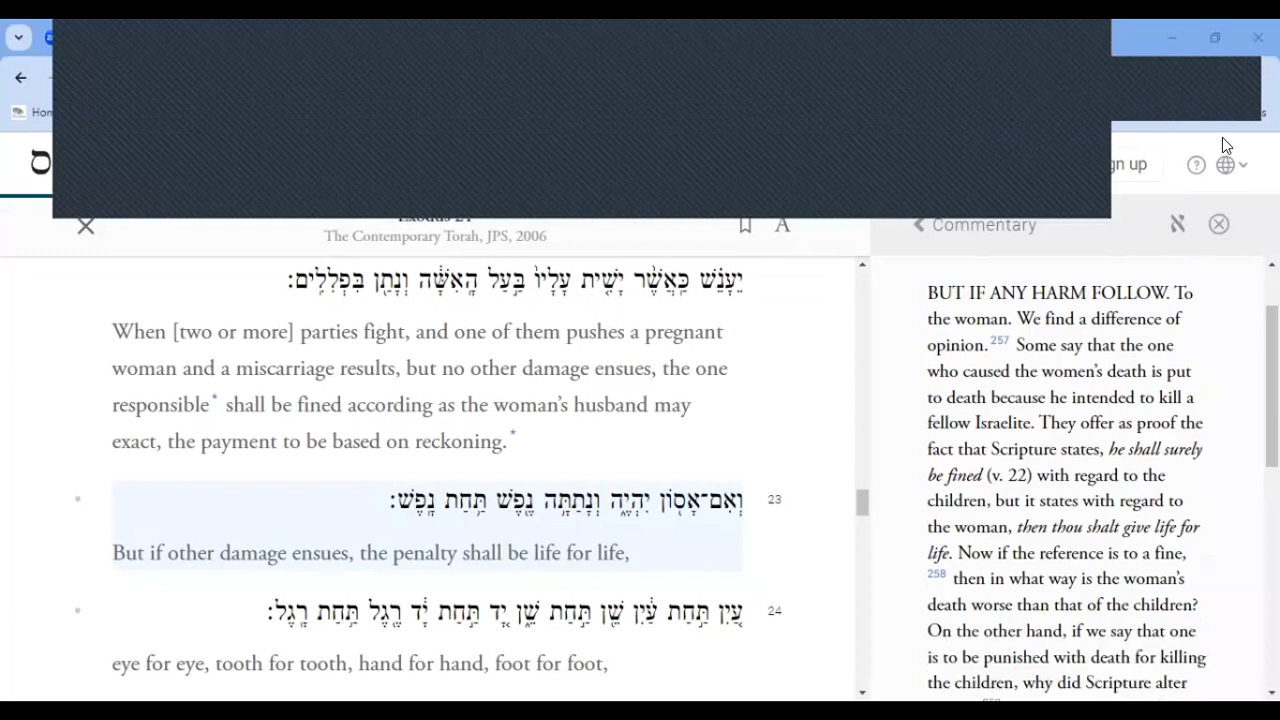 Hom
ס
gn up
Exodus 21
The Contemporary Torah, JPS, 2006
Commentary
יֵעָנֵ֗שׁ כַּֽאֲשֶׁ֨ר יָשִׁ֤ית עָלָיו֙ בַּ֣עַל הָֽאִשָּׁ֔ה וְנָתַ֖ן בִּפְלִלִֽים׃
When [two or more] parties fight, and one of them pushes a pregnant
woman and a miscarriage results, but no other damage ensues, the one
responsible* shall be fined according as the woman’s husband may
exact, the payment to be based on reckoning.*
23
וְאִם־אָס֖וֹן יִהְיֶ֑ה וְנָתַתָּ֥ה נֶ֖פֶשׁ תַּ֥חַת נָֽפֶשׁ׃
But if other damage ensues, the penalty shall be life for life,
24
עַ֚יִן תַּ֣חַת עַ֔יִן שֵׁ֖ן תַּ֣חַת שֵׁ֑ן יָ֚ד תַּ֣חַת יָ֔ד רֶ֖גֶל תַּ֥חַת רָֽגֶל׃
eye for eye, tooth for tooth, hand for hand, foot for foot,
BUT IF ANY HARM FOLLOW. To
the woman. We find a difference of
opinion. 257 Some say that the one
who caused the women’s death is put
to death because he intended to kill a
fellow Israelite. They offer as proof the
fact that Scripture states, he shall surely
be fined (v. 22) with regard to the
children, but it states with regard to
the woman, then thou shalt give life for
life. Now if the reference is to a fine,
258 then in what way is the woman’s
death worse than that of the children?
On the other hand, if we say that one
is to be punished with death for killing
the children, why did Scripture alter